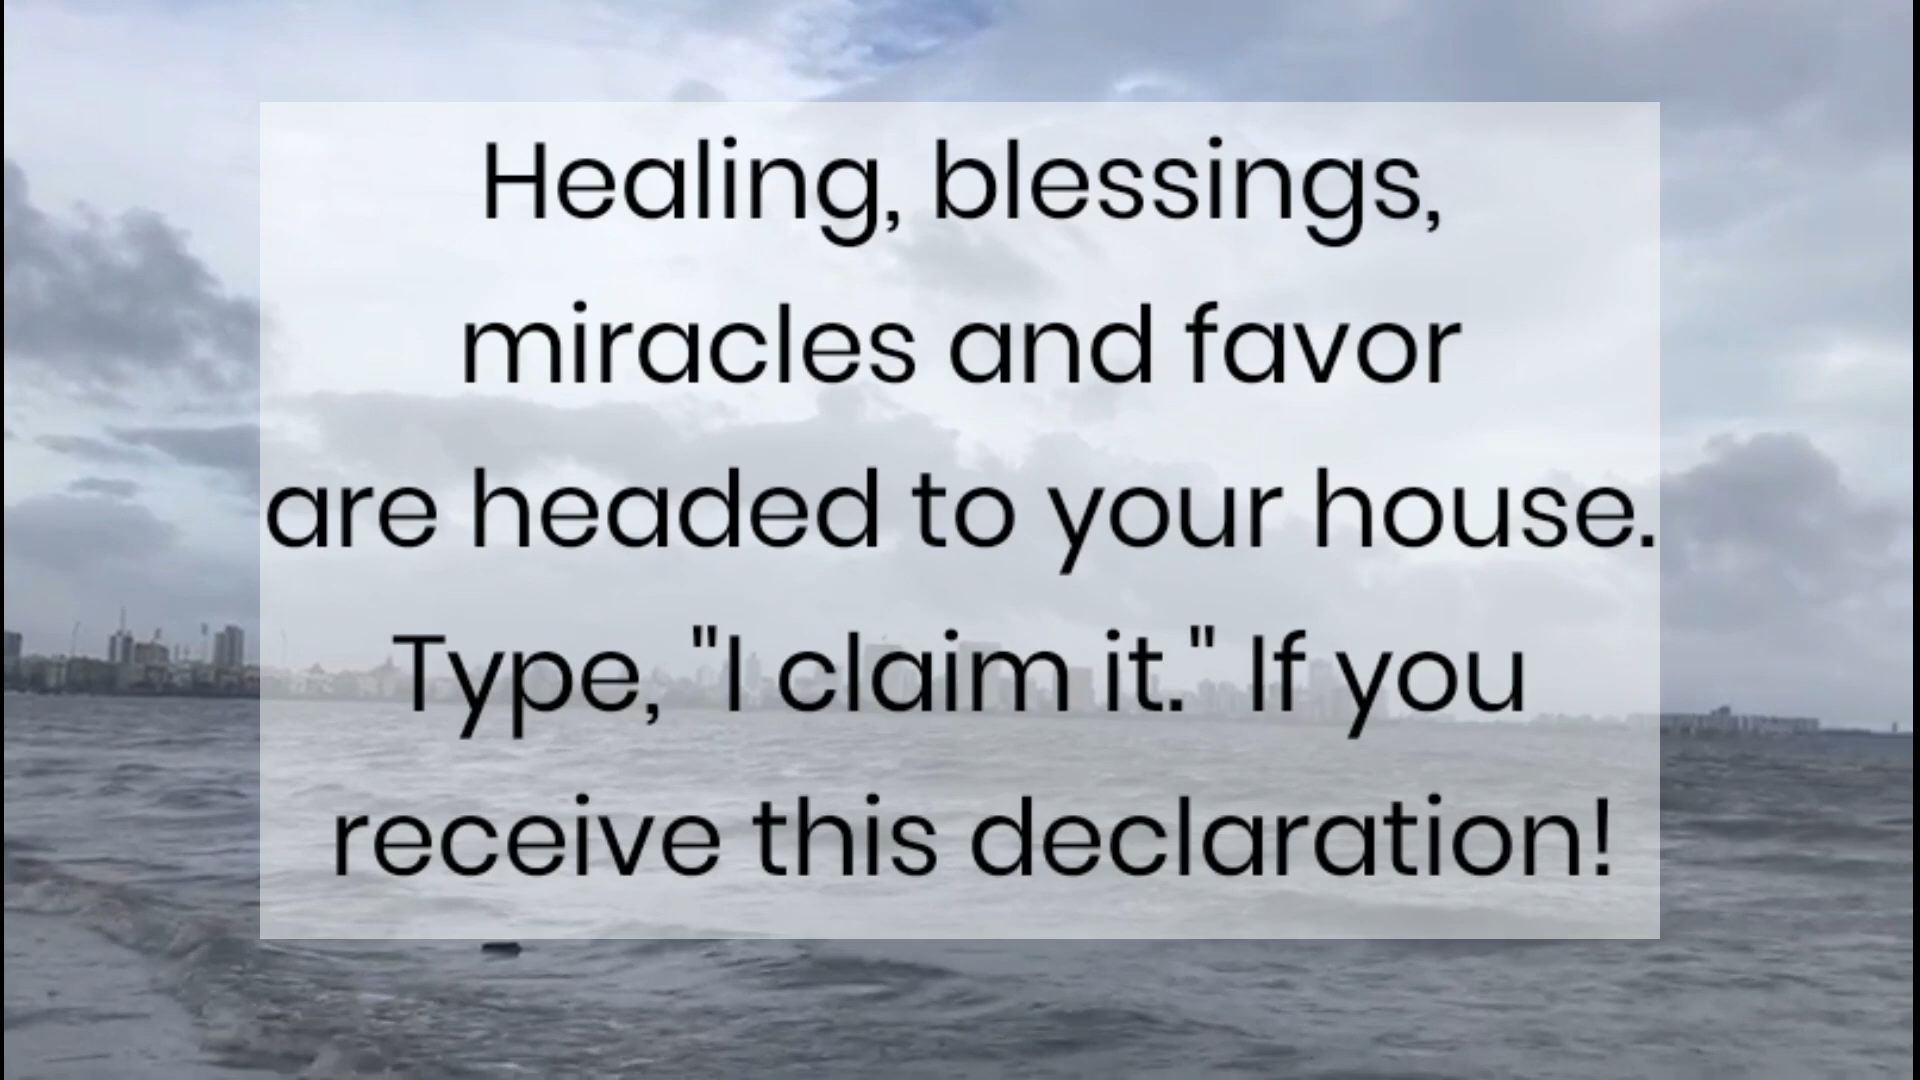 Healing, blessings,
miracles and favor
are headed to your house.
Type, "I claim it." If you
receive this declaration!